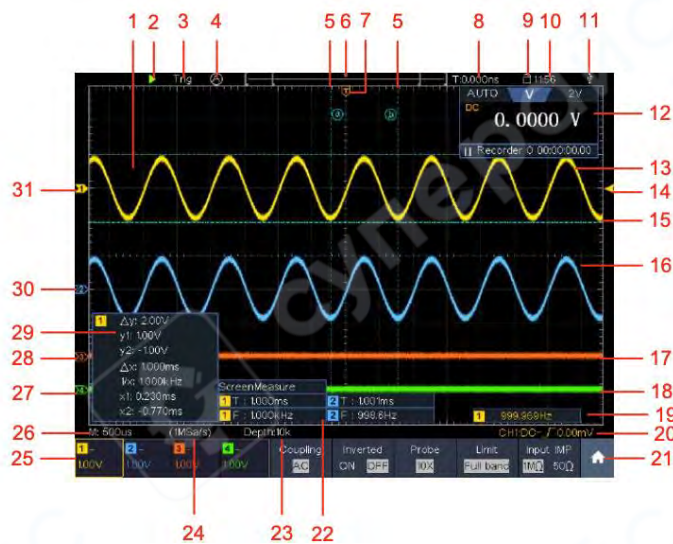 1 2 3 4 5 6 7 5 8 9 10 11
Trig T:0.000ns 11:56
T
AUTO V 2V
DC
0.0000 V
Recorder 0 00:00:00.00
12
a b
13
31 1 14
15
16
30 2
29
1 Δy: 2.00V
y1: 1.00V
y2: -1.00V
Δx: 1.000ms
1/x: 1.000kHz
x1: 0.230ms
x2: -0.770ms
28 17
27 18
ScreenMeasure
1 T : 1.000ms 2 T : 1.001ms
1 F : 1.000kHz 2 F : 998.6Hz
1 999.969Hz
19
26 M: 500us (1MSa/s) Depth:10k CH1:DC- 0.00mV 20
25 1 2 3 4 Coupling Inverted Probe Limit Input IMP 21
1.00V 1.00V 1.00V 1.00V AC ON OFF 10X Full band 1MΩ 50Ω
24 23 22
суперайс